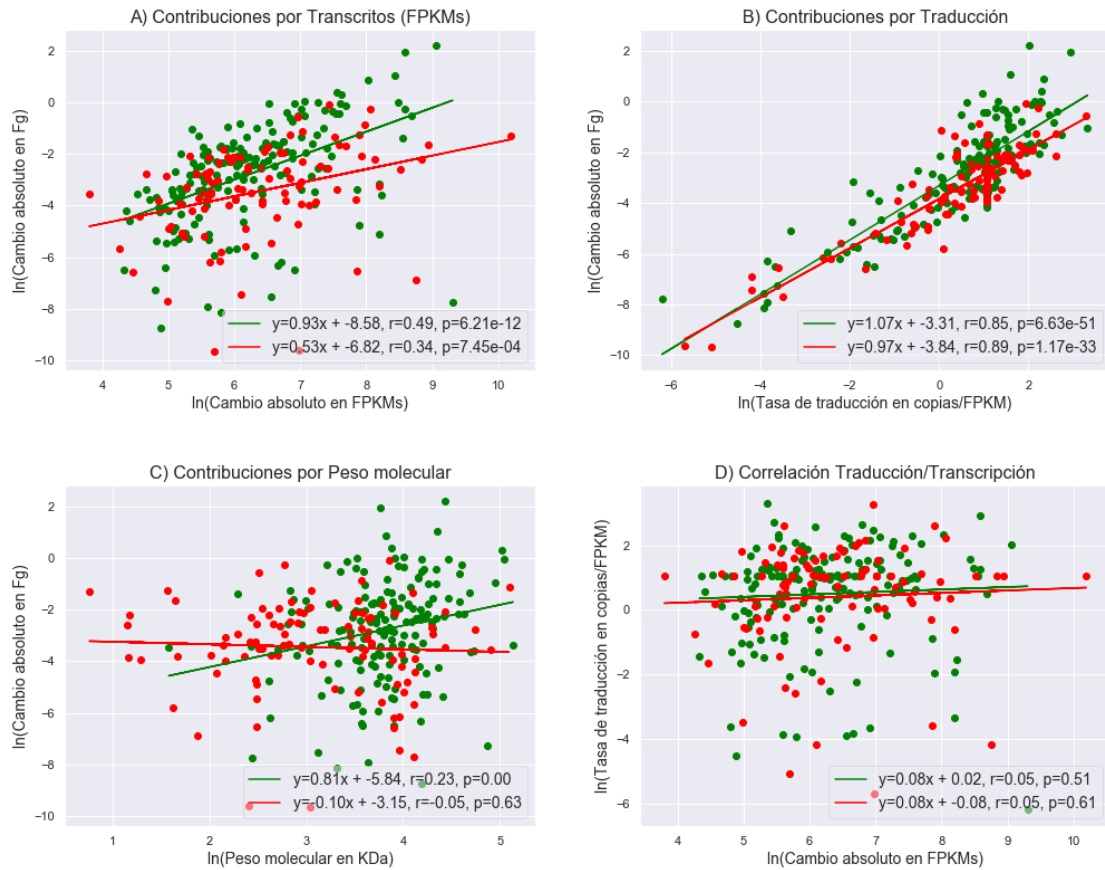 A) Contribuciones por Transcritos (FPKMs)
ln(Cambio absoluto en Fg)
2
0
−2
−4
−6
−8
−10
y=0.93x + -8.58, r=0.49, p=6.21e-12
y=0.53x + -6.82, r=0.34, p=7.45e-04
4 5 6 7 8 9 10
ln(Cambio absoluto en FPKMs)
B) Contribuciones por Traducción
ln(Cambio absoluto en Fg)
2
0
−2
−4
−6
−8
−10
y=1.07x + -3.31, r=0.85, p=6.63e-51
y=0.97x + -3.84, r=0.89, p=1.17e-33
−6 −4 −2 0 2
ln(Tasa de traducción en copias/FPKM)
C) Contribuciones por Peso molecular
ln(Cambio absoluto en Fg)
2
0
−2
−4
−6
−8
−10
y=0.81x + -5.84, r=0.23, p=0.00
y=-0.10x + -3.15, r=-0.05, p=0.63
1 2 3 4 5
ln(Peso molecular en KDa)
D) Correlación Traducción/Transcripción
ln(Tasa de traducción en copias/FPKM)
2
0
−2
−4
−6
y=0.08x + 0.02, r=0.05, p=0.51
y=0.08x + -0.08, r=0.05, p=0.61
4 5 6 7 8 9 10
ln(Cambio absoluto en FPKMs)